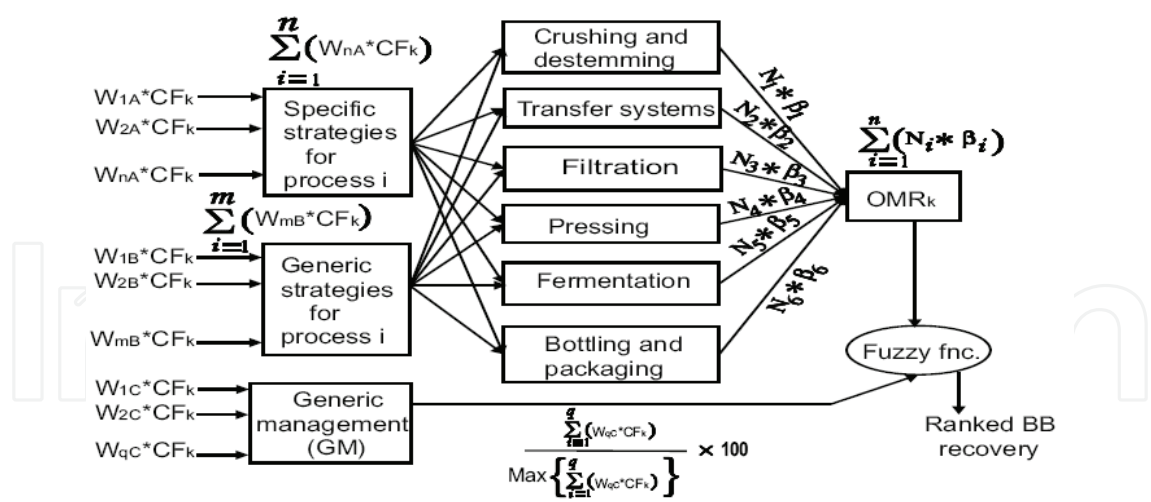 n
∑(WnA*CFk)
i=1
W1A*CFk
W2A*CFk
WnA*CFk
Specific
strategies
for
process i
m
∑(WmB*CFk)
i=1
W1B*CFk
W2B*CFk
WmB*CFk
Generic
strategies
for
process i
W1C*CFk
W2C*CFk
WqC*CFk
Generic
management
(GM)
Crushing and
destemming
Transfer systems
Filtration
Pressing
Fermentation
Bottling and
packaging
N1*β1
N2*β2
N3*β3
N4*β4
N5*β5
N6*β6
n
∑(Ni*βi)
i=1
OMRk
Fuzzy fnc.
Ranked BB
recovery
q
∑(WqC*CFk)
i=1
× 100
q
Max{∑(WqC*CFk)}
i=1